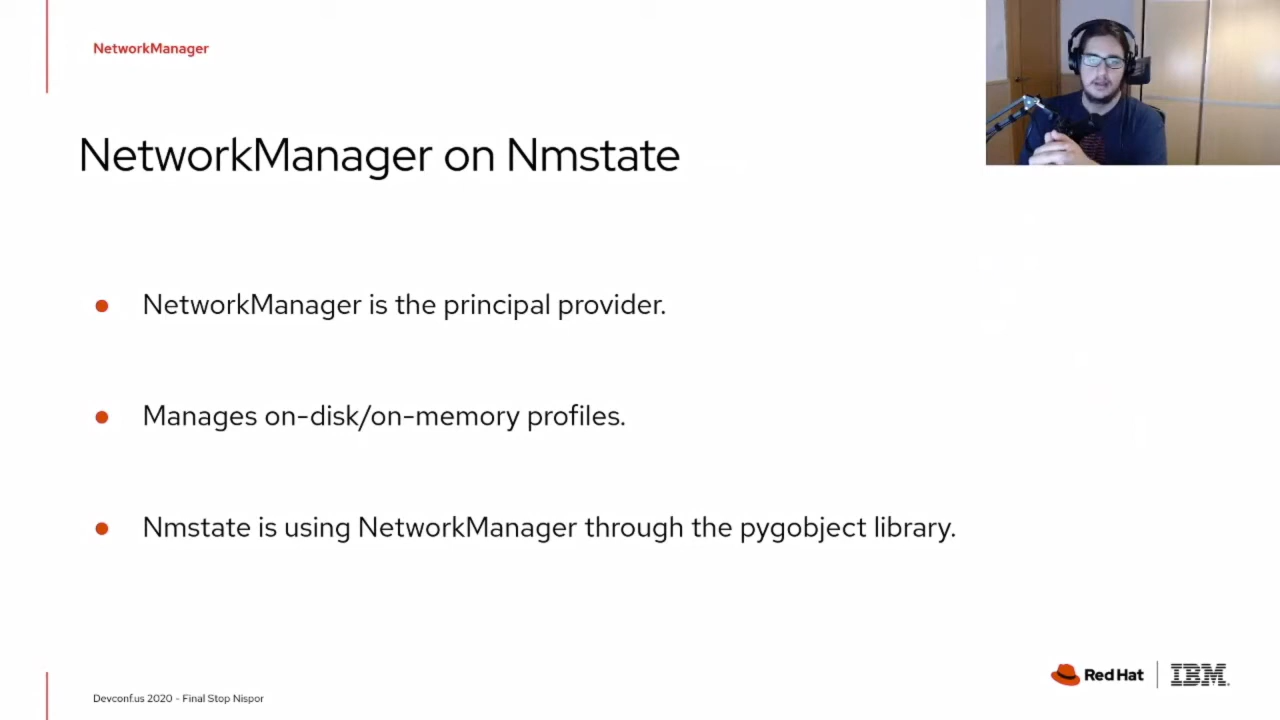 NetworkManager
NetworkManager on Nmstate
NetworkManager is the principal provider.
Manages on-disk/on-memory profiles.
Nmstate is using NetworkManager through the pygobject library.
Devconf.us 2020 - Final Stop Nispor
Red Hat
IBM